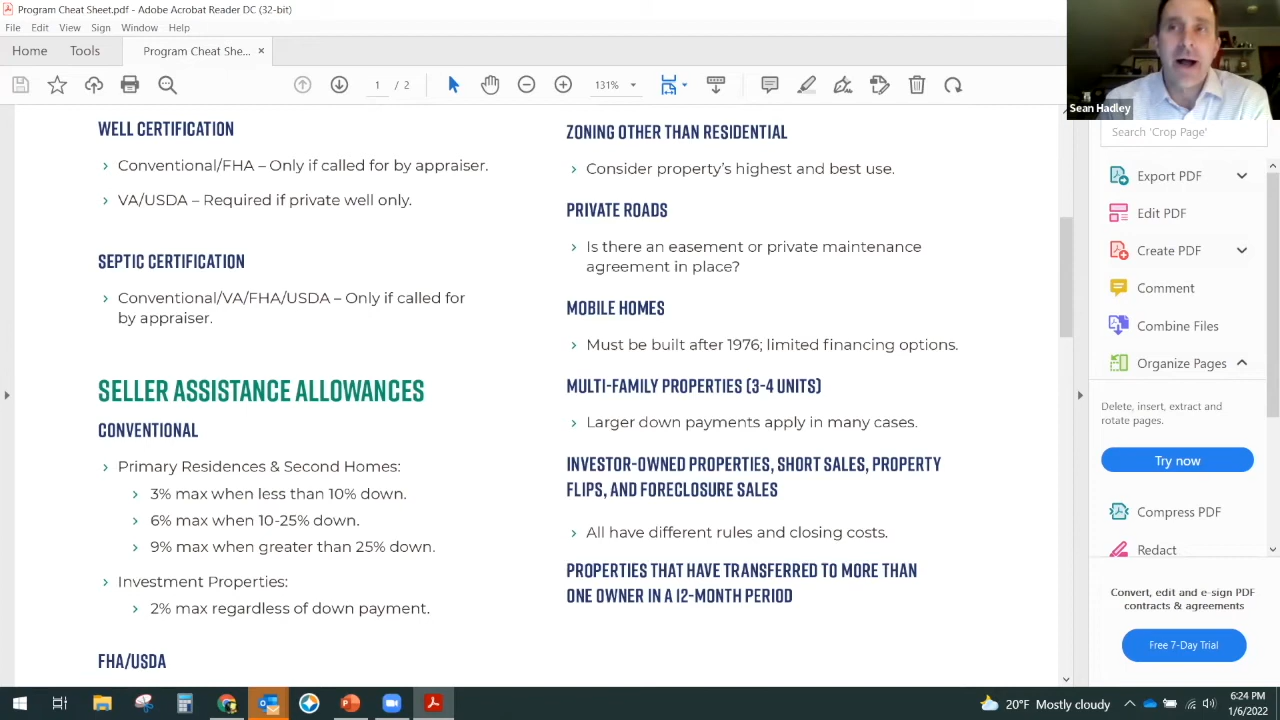 Program Cheat Sheet.pdf - Adobe Acrobat Reader DC (32-bit)
File Edit View Sign Window Help
Home Tools Program Cheat She... ×
1 / 2 131%
Sean Hadley
WELL CERTIFICATION
› Conventional/FHA – Only if called for by appraiser.
› VA/USDA – Required if private well only.
SEPTIC CERTIFICATION
› Conventional/VA/FHA/USDA – Only if called for
by appraiser.
SELLER ASSISTANCE ALLOWANCES
CONVENTIONAL
› Primary Residences & Second Homes:
› 3% max when less than 10% down.
› 6% max when 10-25% down.
› 9% max when greater than 25% down.
› Investment Properties:
› 2% max regardless of down payment.
FHA/USDA
ZONING OTHER THAN RESIDENTIAL
› Consider property's highest and best use.
PRIVATE ROADS
› Is there an easement or private maintenance
agreement in place?
MOBILE HOMES
› Must be built after 1976; limited financing options.
MULTI-FAMILY PROPERTIES (3-4 UNITS)
› Larger down payments apply in many cases.
INVESTOR-OWNED PROPERTIES, SHORT SALES, PROPERTY
FLIPS, AND FORECLOSURE SALES
› All have different rules and closing costs.
PROPERTIES THAT HAVE TRANSFERRED TO MORE THAN
ONE OWNER IN A 12-MONTH PERIOD
Search 'Crop Page'
Export PDF
Edit PDF
Create PDF
Comment
Combine Files
Organize Pages
Delete, insert, extract and
rotate pages.
Try now
Compress PDF
Redact
Convert, edit and e-sign PDF
contracts & agreements
Free 7-Day Trial
20°F Mostly cloudy
6:24 PM
1/6/2022